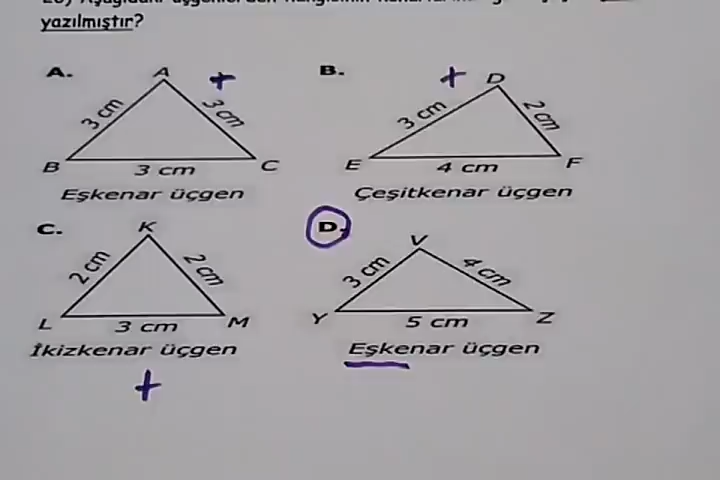 yazılmıştır?
A.
A
+
3 cm
3 cm
B
C
3 cm
Eşkenar üçgen
B.
+
D
3 cm
2 cm
E
F
4 cm
Çeşitkenar üçgen
C.
K
2 cm
2 cm
L
M
3 cm
İkizkenar üçgen
+
D.
V
3 cm
4 cm
Y
Z
5 cm
Eşkenar üçgen